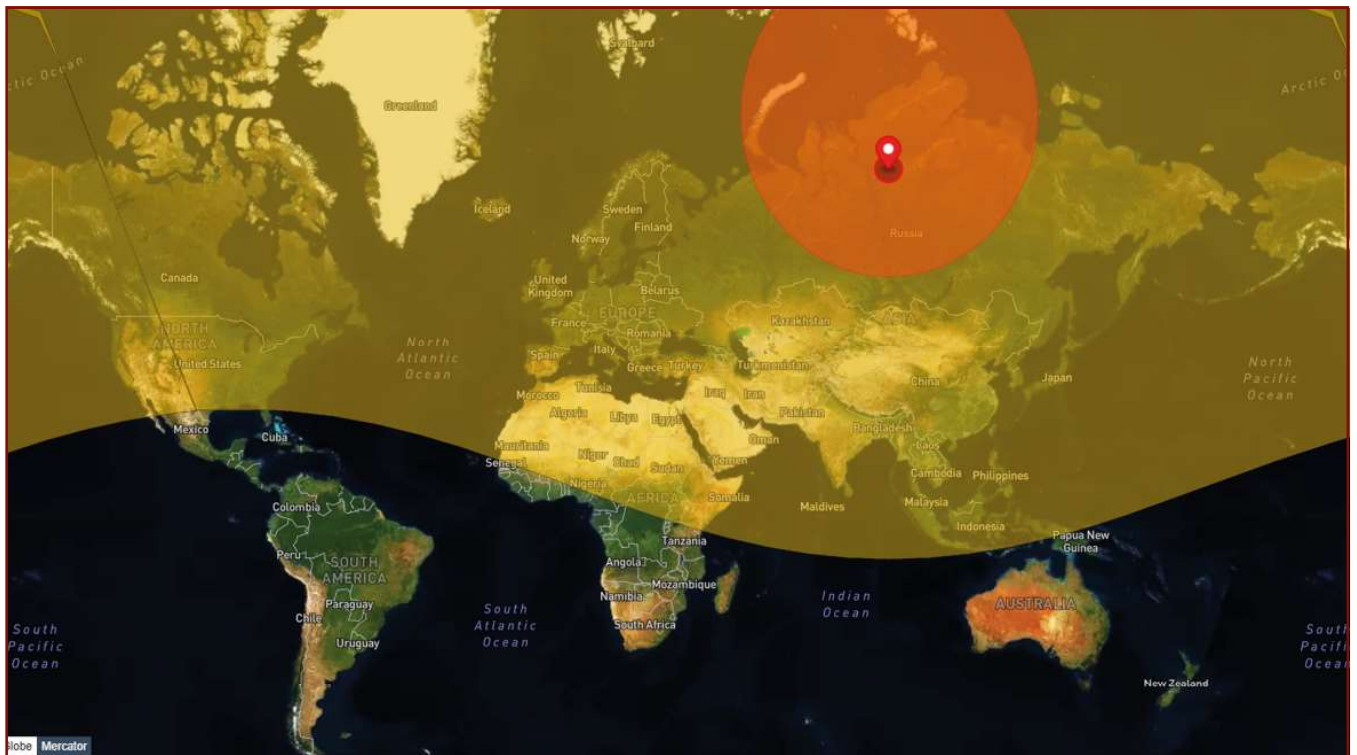 Svalbard
ctic Ocean
Arctic O
Greenland
Iceland
Sweden
Finland
Norway
Russia
Canada
United
Kingdom
Belarus
EUROPE
France
Romania
Kazakhstan
ASIA
NORTH
AMERICA
United States
North
Atlantic
Ocean
Italy
Spain
Greece
Turkey
Turkmenistan
China
Japan
North
Pacific
Ocean
Morocco
Tunisia
Iraq
Iran
Algeria
Libya
Egypt
Pakistan
Mexico
Cuba
Bangladesh
Oman
Laos
Mauritania
Senegal
Niger
Chad
Sudan
Yemen
Cambodia
Philippines
Nigeria
AFRICA
Somalia
Maldives
Malaysia
Colombia
Indonesia
Tanzania
Papua New
Guinea
Peru
SOUTH
AMERICA
Angola
Mozambique
Namibia
Indian
Ocean
AUSTRALIA
Paraguay
Chile
South
Atlantic
Ocean
South Africa
Uruguay
South
Pacific
Ocean
South
Pacifi
Ocea
New Zealand
lobe Mercator